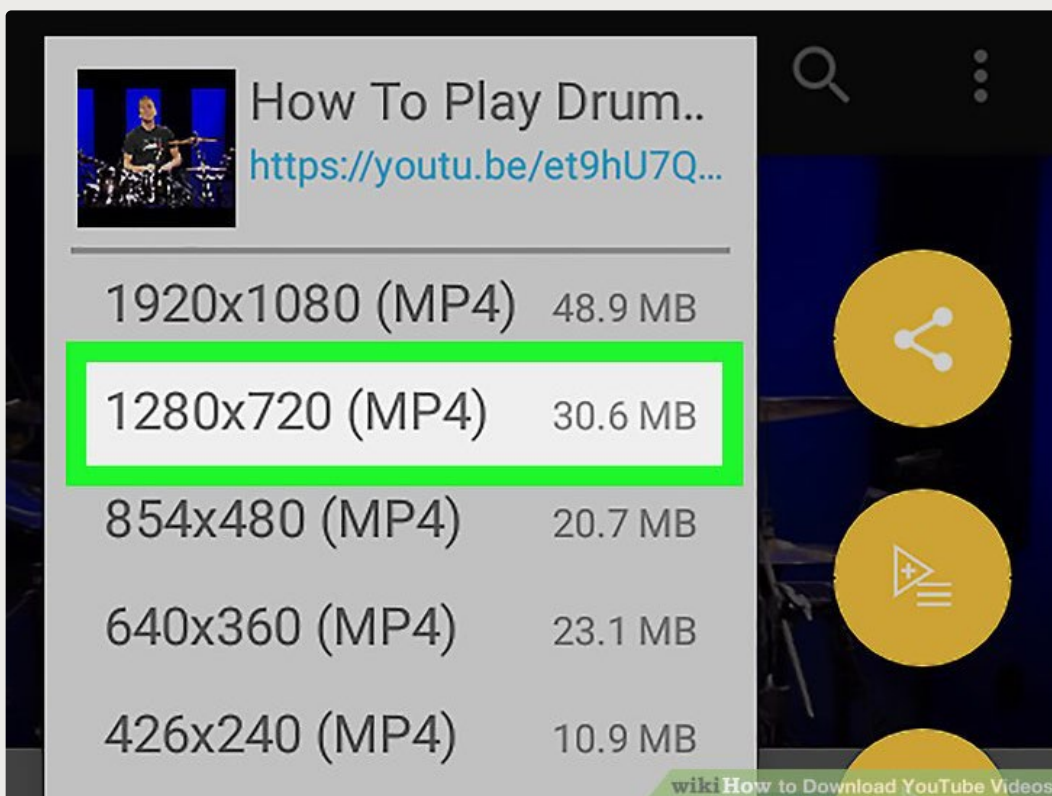 How To Play Drum..
https://youtu.be/et9hU7Q...
1920x1080 (MP4) 48.9 MB
1280x720 (MP4) 30.6 MB
854x480 (MP4) 20.7 MB
640x360 (MP4) 23.1 MB
426x240 (MP4) 10.9 MB
wikiHow to Download YouTube Videos